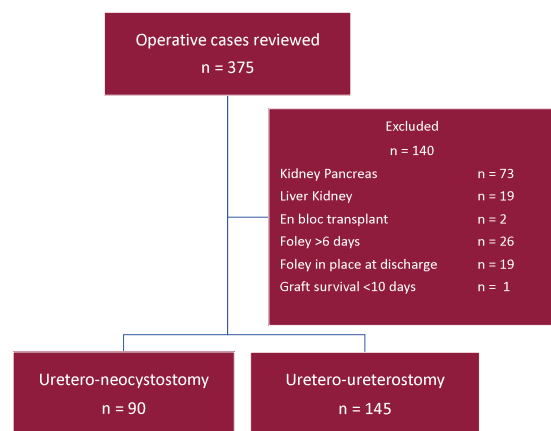 Operative cases reviewed
n = 375
Excluded
n = 140
Kidney Pancreas n = 73
Liver Kidney n = 19
En bloc transplant n = 2
Foley >6 days n = 26
Foley in place at discharge n = 19
Graft survival <10 days n = 1
Uretero-neocystostomy
n = 90
Uretero-ureterostomy
n = 145